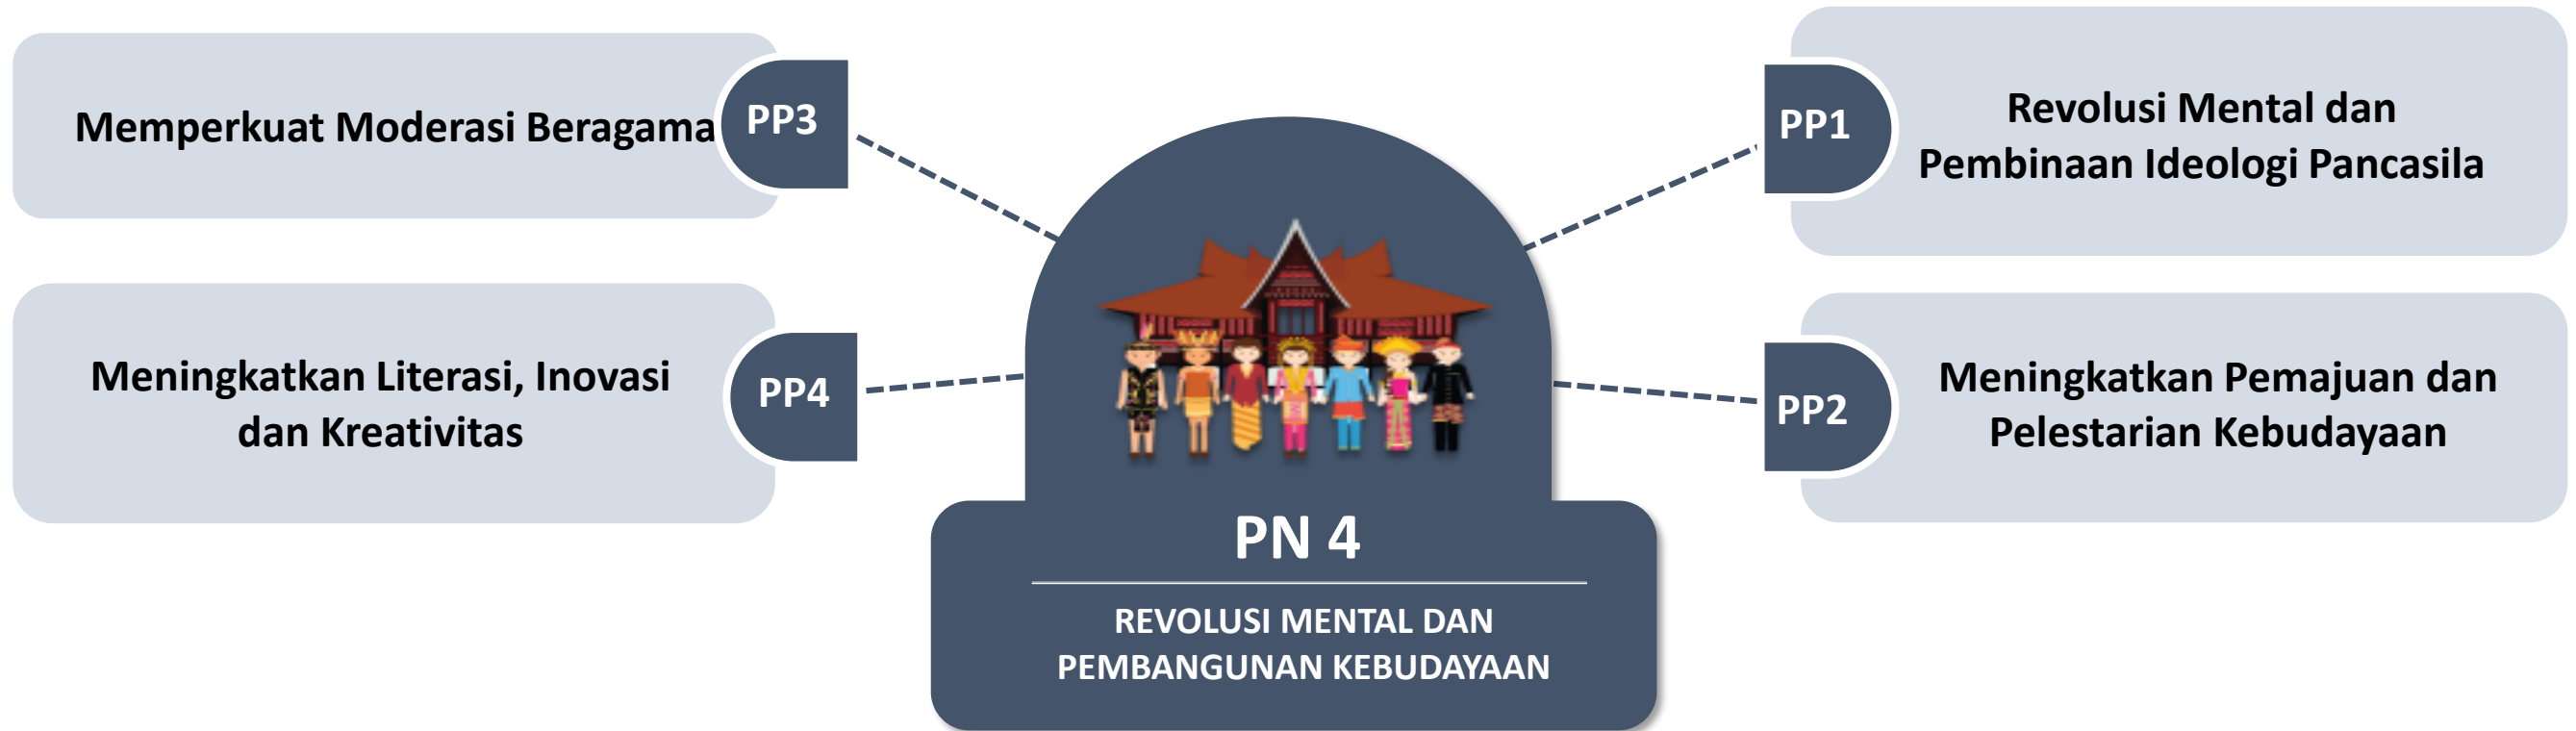 PP3
Memperkuat Moderasi Beragama
PP4
Meningkatkan Literasi, Inovasi
dan Kreativitas
PP1
Revolusi Mental dan
Pembinaan Ideologi Pancasila
PP2
Meningkatkan Pemajuan dan
Pelestarian Kebudayaan
PN 4
REVOLUSI MENTAL DAN
PEMBANGUNAN KEBUDAYAAN